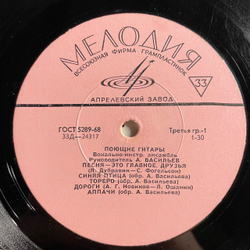 МЕЛОДИЯ
ВСЕСОЮЗНАЯ ФИРМА ГРАМПЛАСТИНОК
33
АПРЕЛЕВСКИЙ ЗАВОД
ГОСТ 5289-68
33Д—24317
Третья гр.-1
1-30
ПОЮЩИЕ ГИТАРЫ
Вокально-инстр. ансамбль
Руководитель А. ВАСИЛЬЕВ
ПЕСНЯ—ЭТО ГЛАВНОЕ, ДРУЗЬЯ
(Я. Дубравин—С. Фогельсон)
СИНЯЯ ПТИЦА (обр. А. Васильева)
ТОРЕРО (обр. А. Васильева)
ДОРОГИ (А. Г. Новиков—Л. Ошанин)
АПАЧИ (обр. А. Васильева)